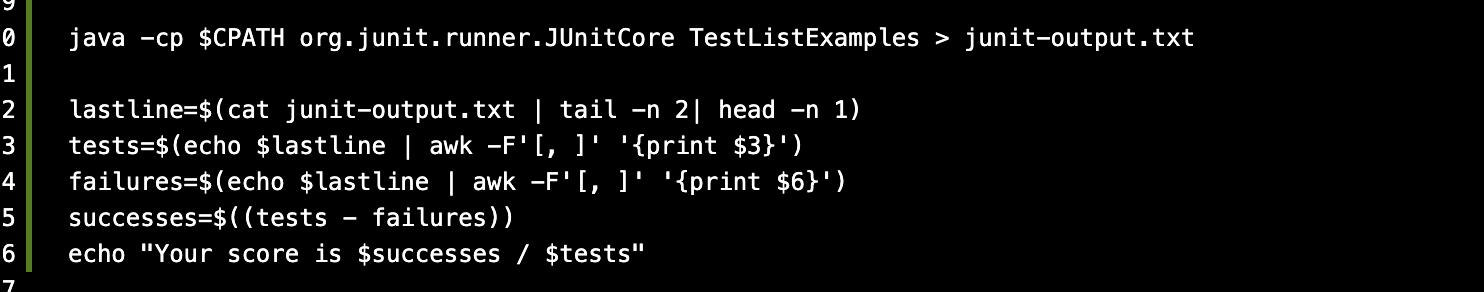 9
0 java -cp $CPATH org.junit.runner.JUnitCore TestListExamples > junit-output.txt
1
2 lastline=$(cat junit-output.txt | tail -n 2| head -n 1)
3 tests=$(echo $lastline | awk -F'[, ]' '{print $3}')
4 failures=$(echo $lastline | awk -F'[, ]' '{print $6}')
5 successes=$((tests - failures))
6 echo "Your score is $successes / $tests"
7